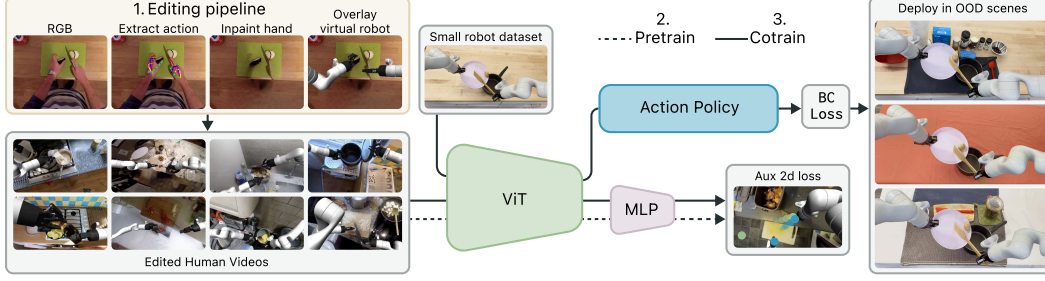 1. Editing pipeline
RGB
Extract action
Inpaint hand
Overlay
virtual robot
Edited Human Videos
Small robot dataset
2.
Pretrain
3.
Cotrain
ViT
Action Policy
BC
Loss
MLP
Aux 2d loss
Deploy in OOD scenes